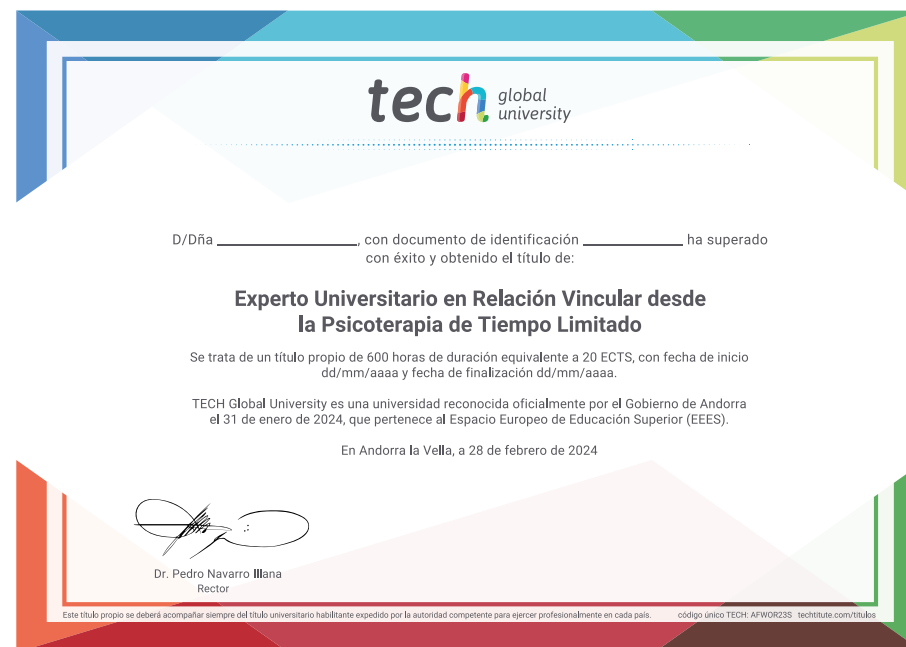 tech global university
D/Dña ____________________, con documento de identificación ______________ ha superado
con éxito y obtenido el título de:
Experto Universitario en Relación Vincular desde
la Psicoterapia de Tiempo Limitado
Se trata de un título propio de 600 horas de duración equivalente a 20 ECTS, con fecha de inicio
dd/mm/aaaa y fecha de finalización dd/mm/aaaa.
TECH Global University es una universidad reconocida oficialmente por el Gobierno de Andorra
el 31 de enero de 2024, que pertenece al Espacio Europeo de Educación Superior (EEES).
En Andorra la Vella, a 28 de febrero de 2024
Dr. Pedro Navarro Illana
Rector
Este título propio se deberá acompañar siempre del título universitario habilitante expedido por la autoridad competente para ejercer profesionalmente en cada país. código único TECH: AFWOR23S techtitute.com/titulos